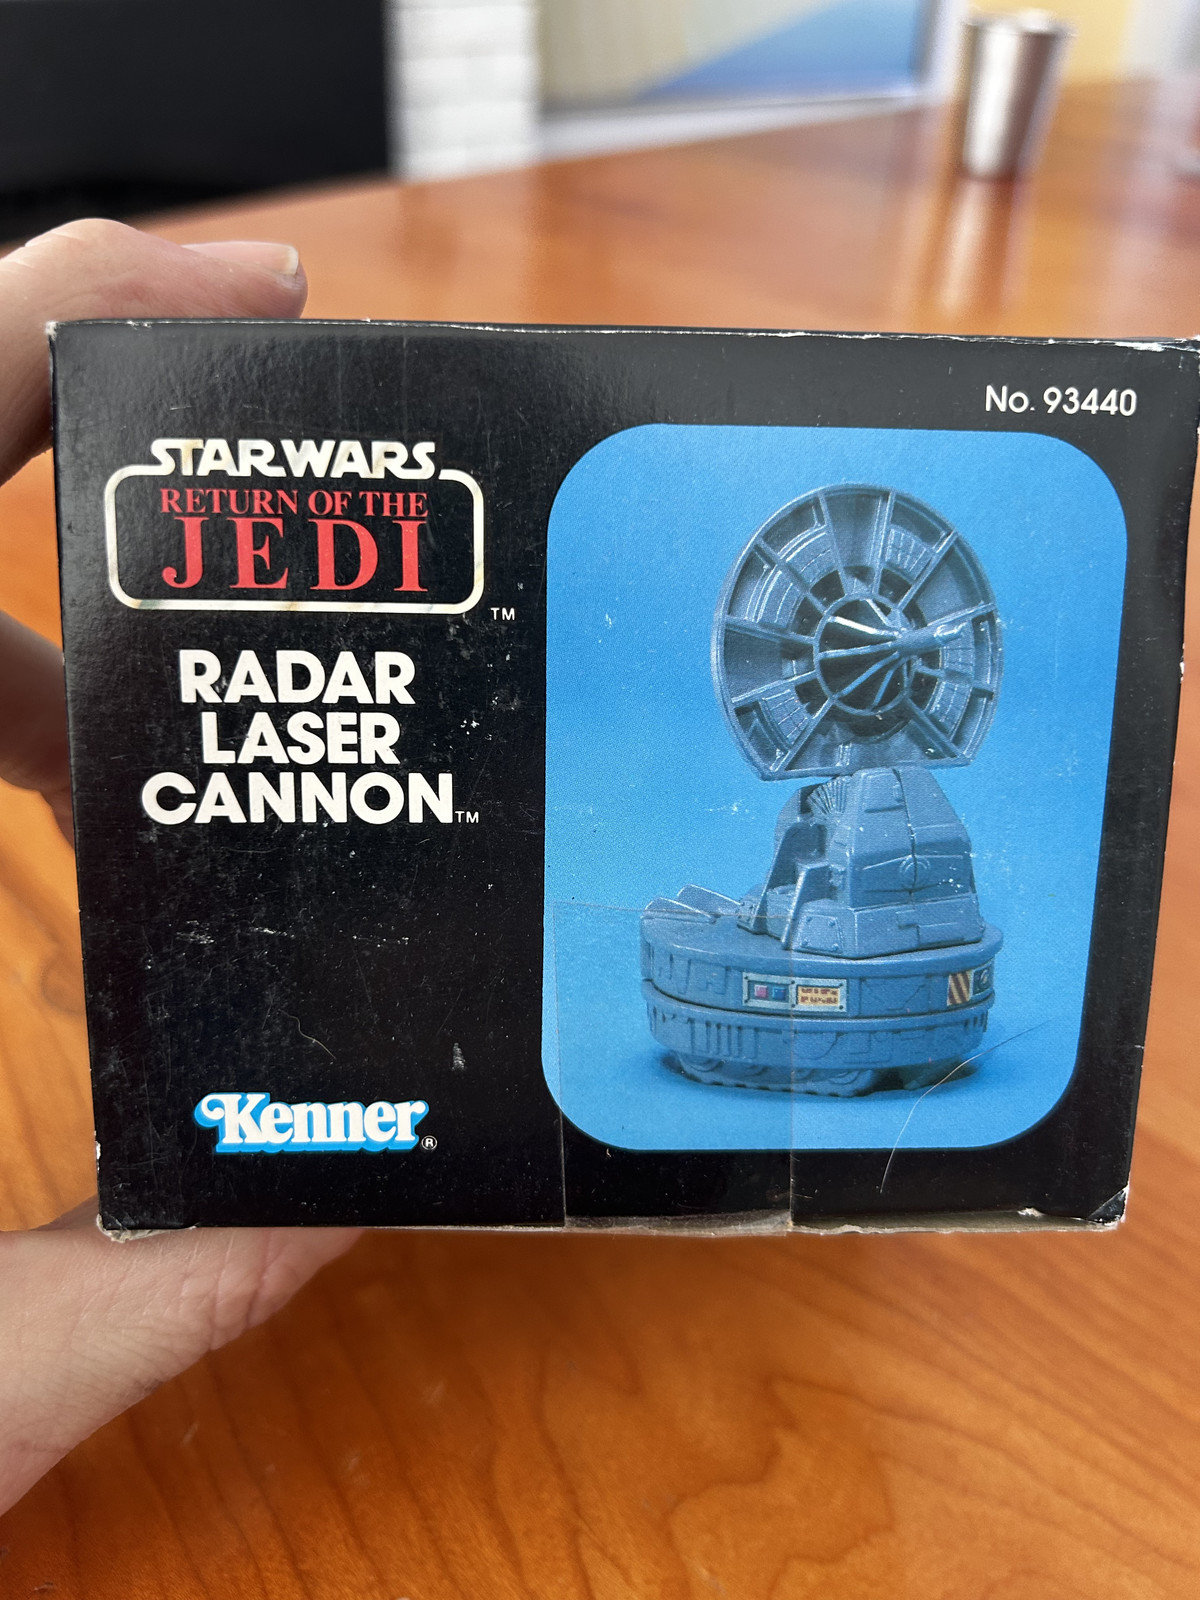 No. 93440
STAR WARS
RETURN OF THE
JEDI
TM
RADAR
LASER
CANNON TM
Kenner ®